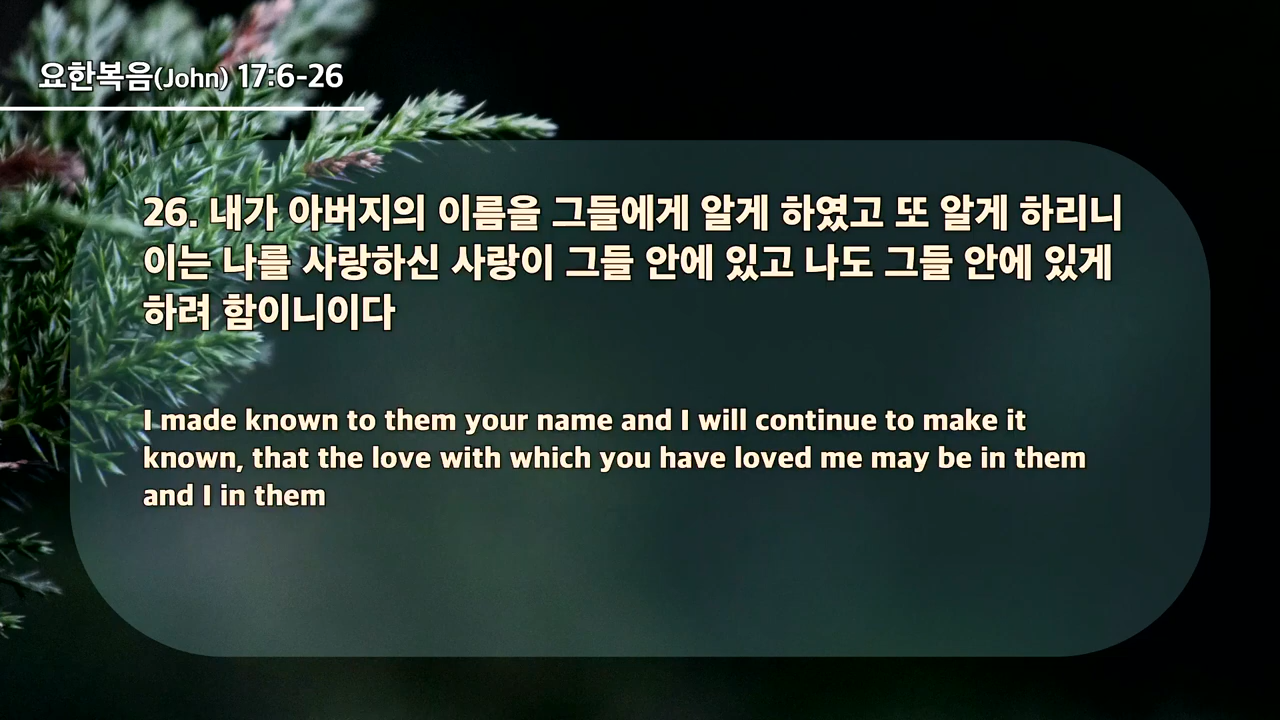 요한복음(John) 17:6-26
26. 내가 아버지의 이름을 그들에게 알게 하였고 또 알게 하리니
이는 나를 사랑하신 사랑이 그들 안에 있고 나도 그들 안에 있게
하려 함이니이다
I made known to them your name and I will continue to make it
known, that the love with which you have loved me may be in them
and I in them